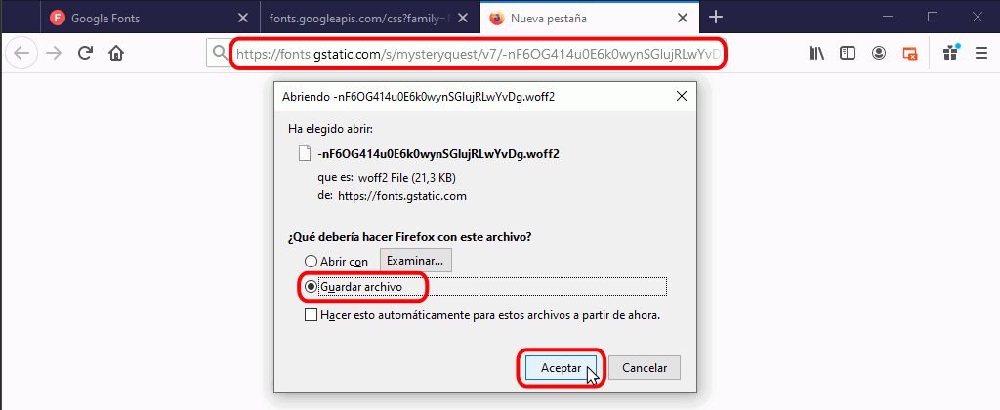 Google Fonts
fonts.googleapis.com/css?family=
Nueva pestaña
https://fonts.gstatic.com/s/mysteryquest/v7/-nF6OG414u0E6k0wynSGlujRLwYvD
Abriendo -nF6OG414u0E6k0wynSGlujRLwYvDg.woff2
Ha elegido abrir:
-nF6OG414u0E6k0wynSGlujRLwYvDg.woff2
que es: woff2 File (21,3 KB)
de: https://fonts.gstatic.com
¿Qué debería hacer Firefox con este archivo?
Abrir con Examinar...
Guardar archivo
Hacer esto automáticamente para estos archivos a partir de ahora.
Aceptar Cancelar